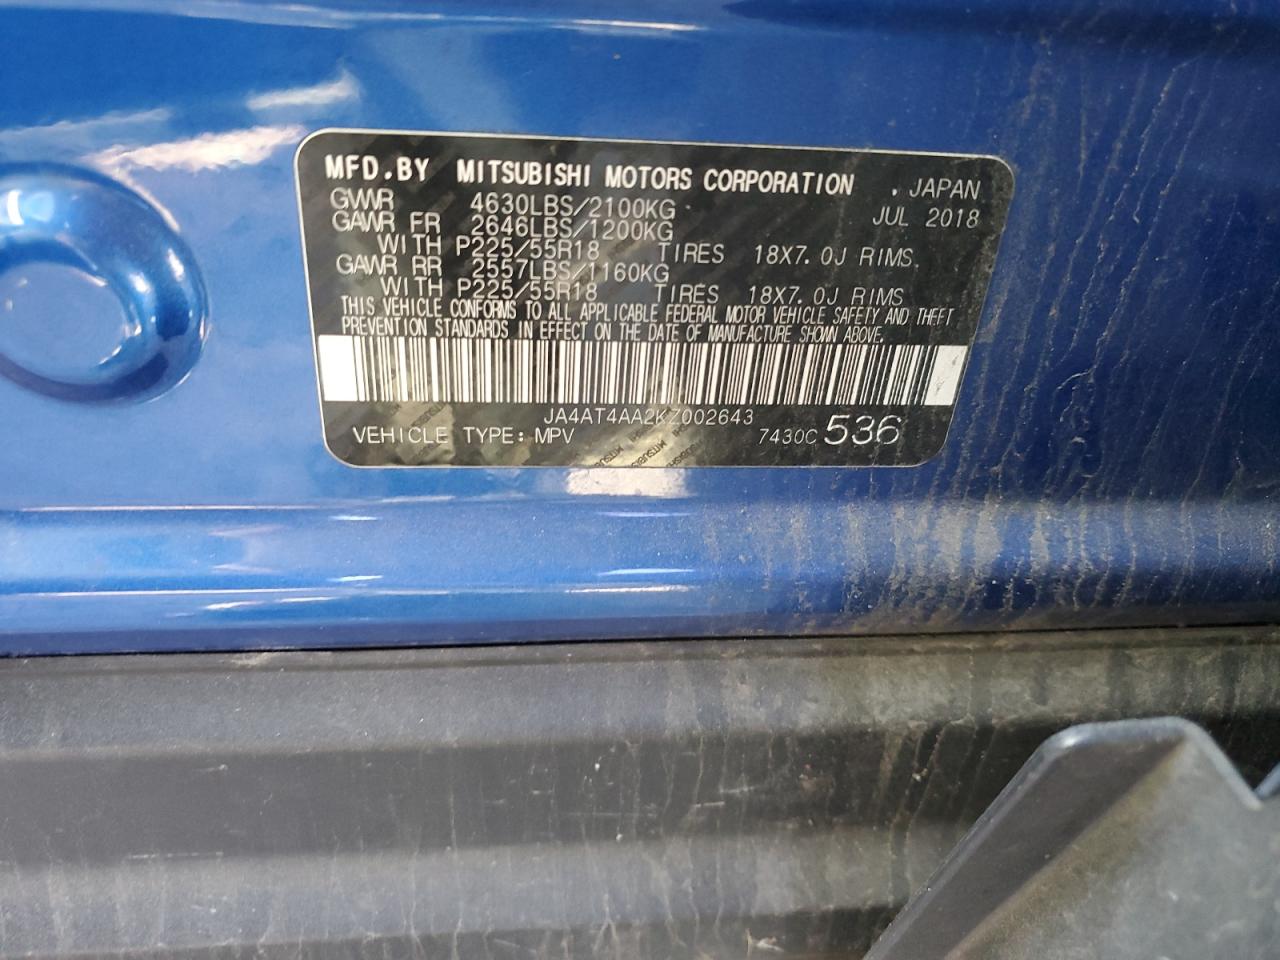 MFD.BY MITSUBISHI MOTORS CORPORATION . JAPAN
GWR 4630LBS/2100KG JUL 2018
GAWR FR 2646LBS/1200KG
WITH P225/55R18 TIRES 18X7.0J RIMS.
GAWR RR 2557LBS/1160KG
WITH P225/55R18 TIRES 18X7.0J RIMS
THIS VEHICLE CONFORMS TO ALL APPLICABLE FEDERAL MOTOR VEHICLE SAFETY AND THEFT
PREVENTION STANDARDS IN EFFECT ON THE DATE OF MANUFACTURE SHOWN ABOVE.
JA4AT4AA2KZ002643
VEHICLE TYPE: MPV 7430C 536